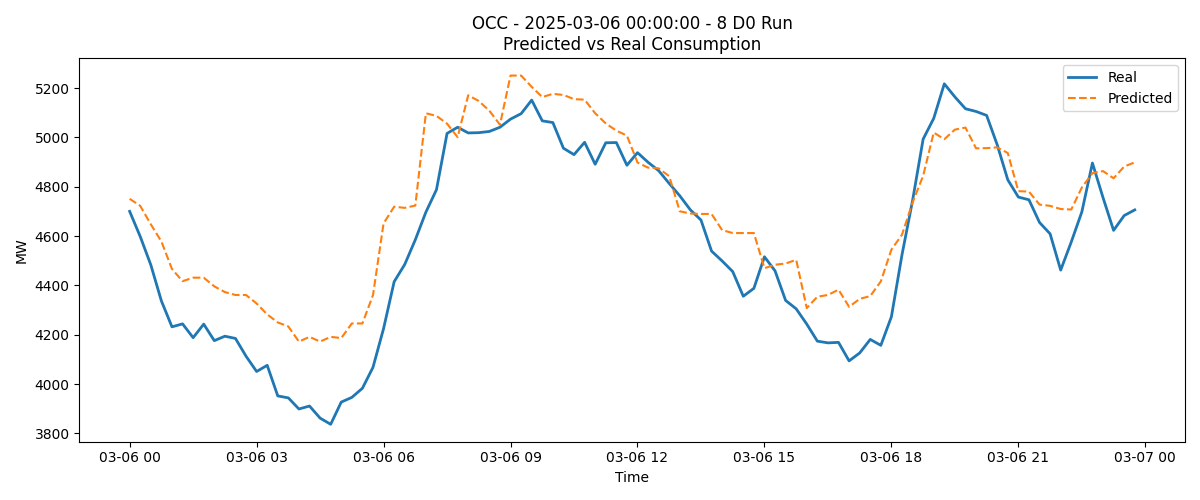 OCC - 2025-03-06 00:00:00 - 8 D0 Run
Predicted vs Real Consumption
Real
Predicted
MW
5200
5000
4800
4600
4400
4200
4000
3800
03-06 00
03-06 03
03-06 06
03-06 09
03-06 12
03-06 15
03-06 18
03-06 21
03-07 00
Time